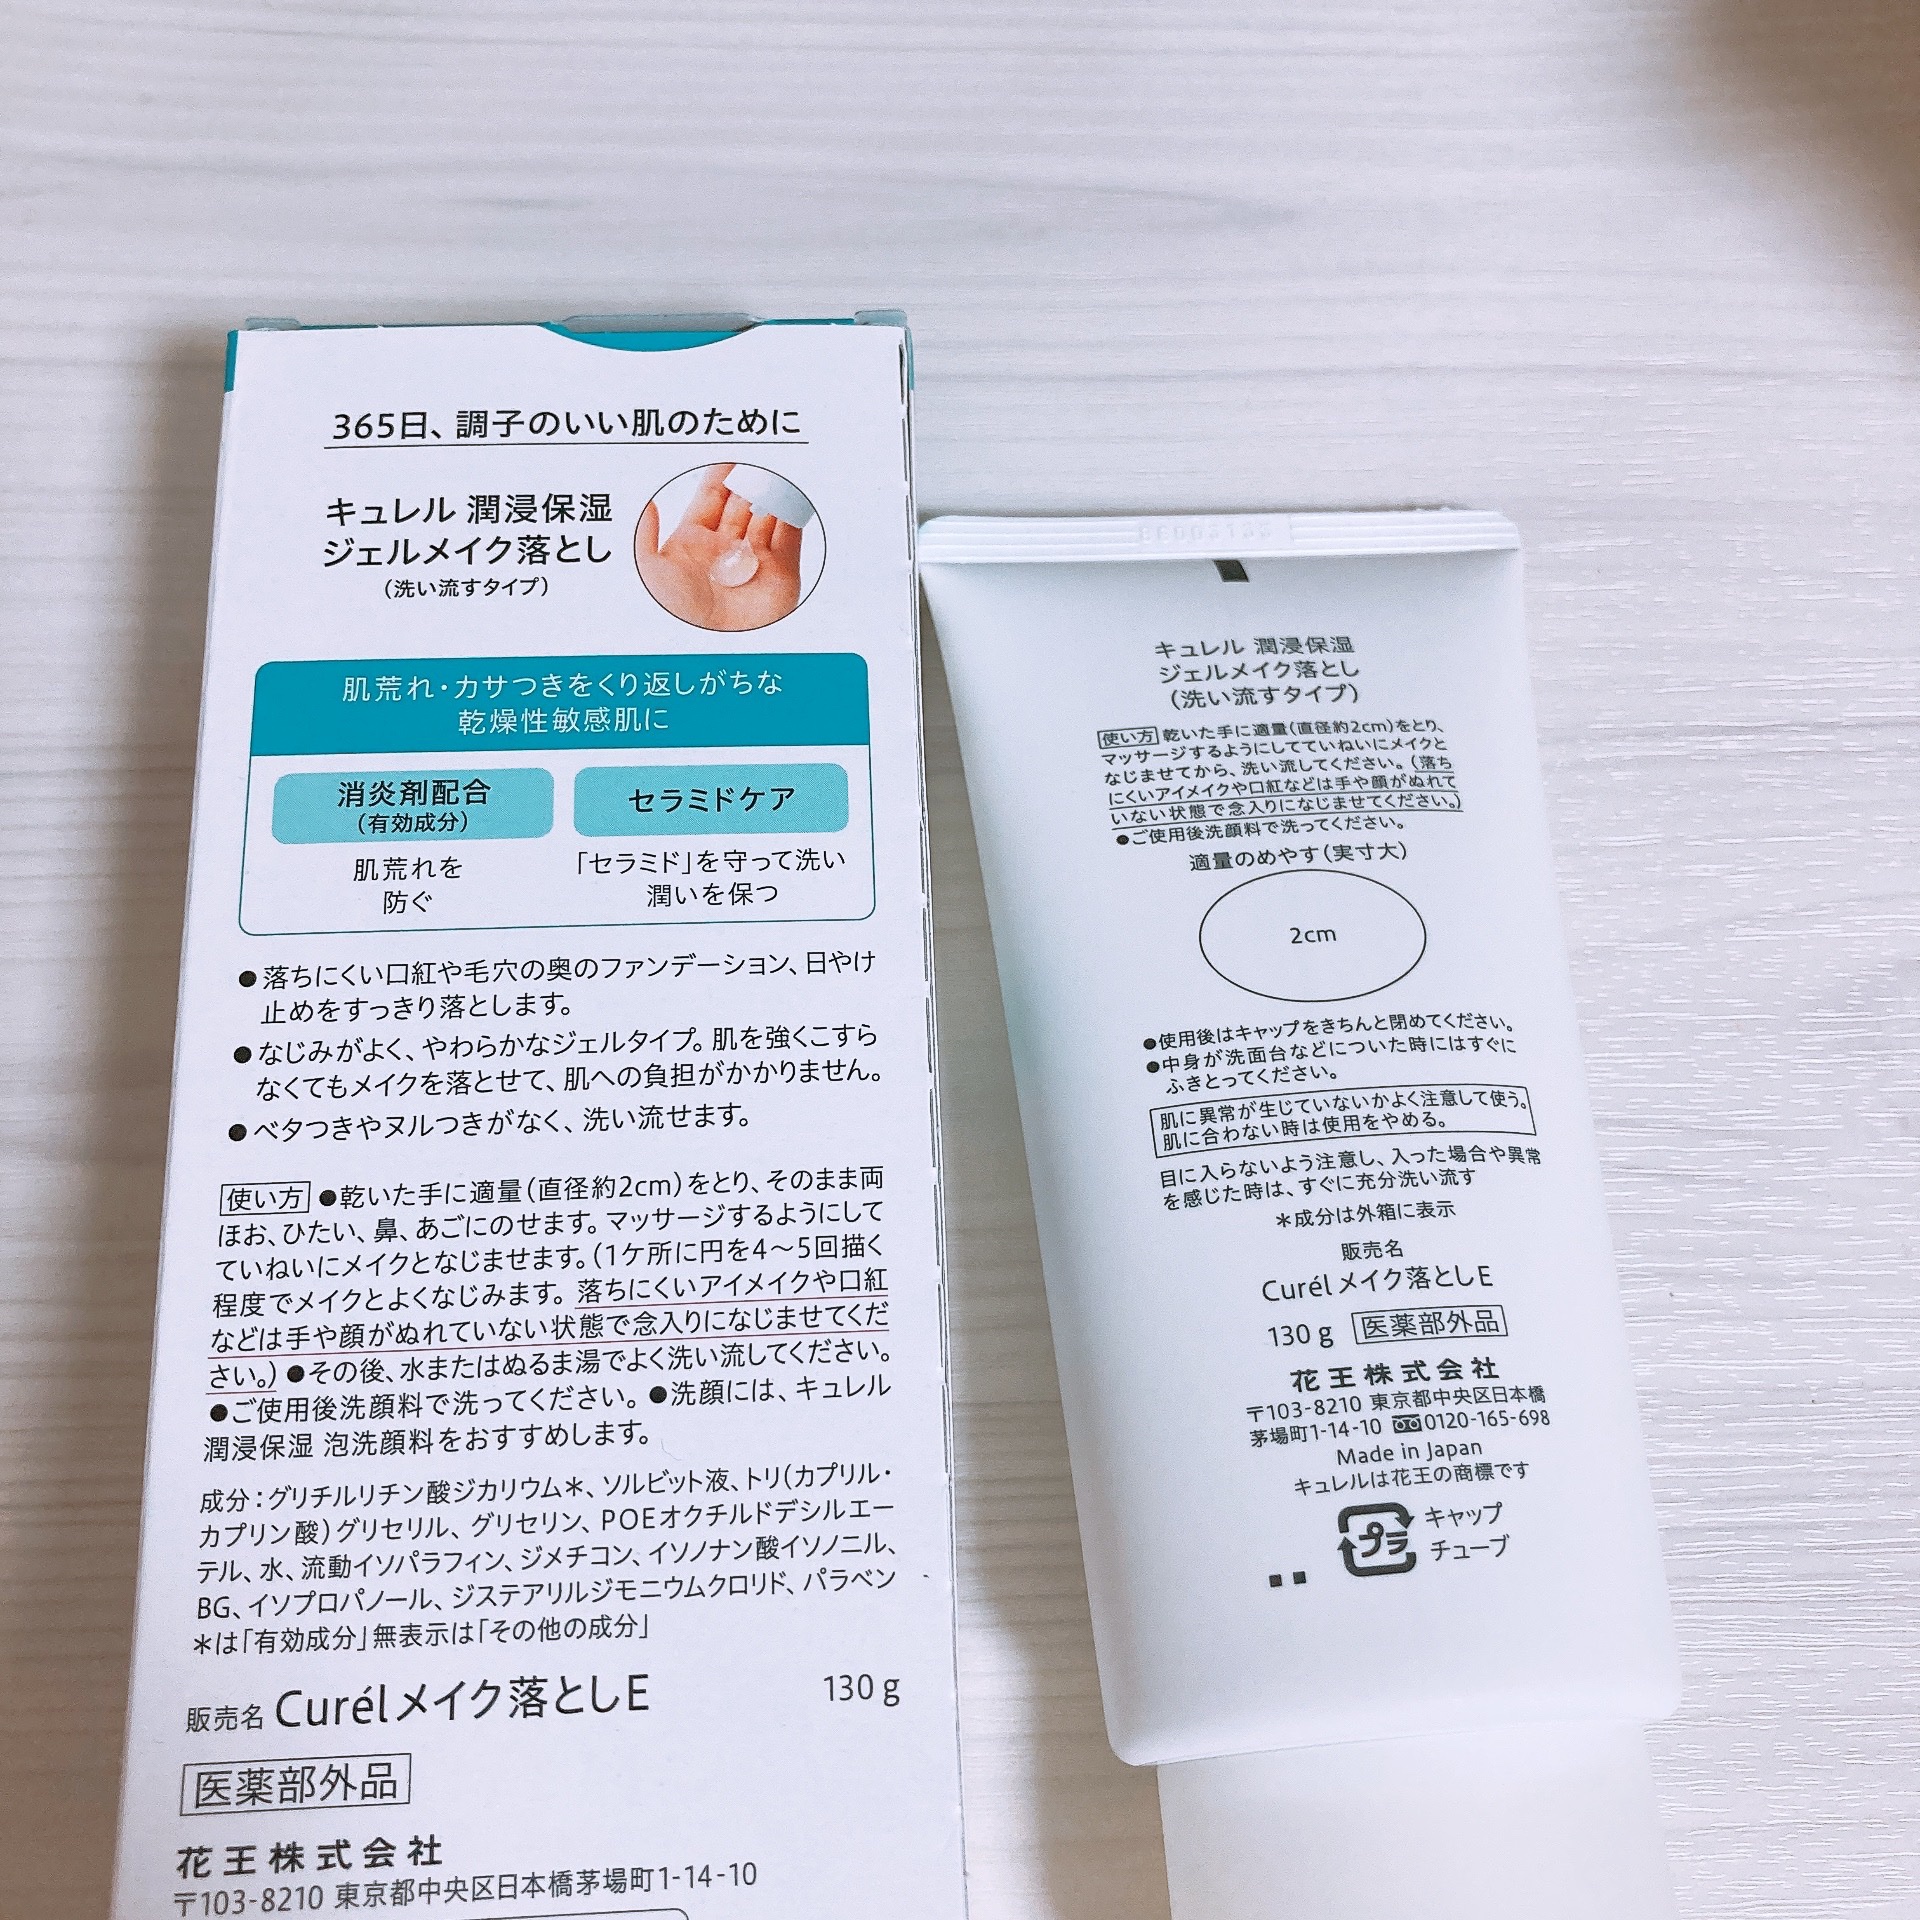 365日、調子のいい肌のために
キュレル 潤浸保湿
ジェルメイク落とし
(洗い流すタイプ)
肌荒れ・カサつきをくり返しがちな
乾燥性敏感肌に
消炎剤配合
(有効成分)
肌荒れを
防ぐ
セラミドケア
「セラミド」を守って洗い
潤いを保つ
●落ちにくい口紅や毛穴の奥のファンデーション、日やけ
止めをすっきり落とします。
●なじみがよく、やわらかなジェルタイプ。肌を強くこすら
なくてもメイクを落とせて、肌への負担がかかりません。
●ベタつきやヌルつきがなく、洗い流せます。
使い方 ●乾いた手に適量(直径約2cm)をとり、そのまま両
ほお、ひたい、鼻、あごにのせます。マッサージするようにして
ていねいにメイクとなじませます。(1ケ所に円を4〜5回描く
程度でメイクとよくなじみます。落ちにくいアイメイクや口紅
などは手や顔がぬれていない状態で念入りになじませてくだ
さい。) ●その後、水またはぬるま湯でよく洗い流してください。
●ご使用後洗顔料で洗ってください。●洗顔には、キュレル
潤浸保湿 泡洗顔料をおすすめします。
成分:グリチルリチン酸ジカリウム*、ソルビット液、トリ(カプリル・
カプリン酸)グリセリル、グリセリン、POEオクチルドデシルエー
テル、水、流動イソパラフィン、ジメチコン、イソノナン酸イソノニル、
BG、イソプロパノール、ジステアリルジモニウムクロリド、パラベン
*は「有効成分」無表示は「その他の成分」
販売名 Curélメイク落としE 130 g
医薬部外品
花王株式会社
〒103-8210 東京都中央区日本橋茅場町1-14-10
キュレル 潤浸保湿
ジェルメイク落とし
(洗い流すタイプ)
使い方 乾いた手に適量(直径約2cm)をとり、
マッサージするようにしてていねいにメイクと
なじませてから、洗い流してください。(落ち
にくいアイメイクや口紅などは手や顔がぬれて
いない状態で念入りになじませてください。)
●ご使用後洗顔料で洗ってください。
適量のめやす(実寸大)
2cm
●使用後はキャップをきちんと閉めてください。
●中身が洗面台などについた時にはすぐに
ふきとってください。
肌に異常が生じていないかよく注意して使う。
肌に合わない時は使用をやめる。
目に入らないよう注意し、入った場合や異常
を感じた時は、すぐに充分洗い流す
*成分は外箱に表示
販売名
Curél メイク落としE
130 g 医薬部外品
花王株式会社
〒103-8210 東京都中央区日本橋
茅場町1-14-10 0120-165-698
Made in Japan
キュレルは花王の商標です
プラ キャップ
チューブ